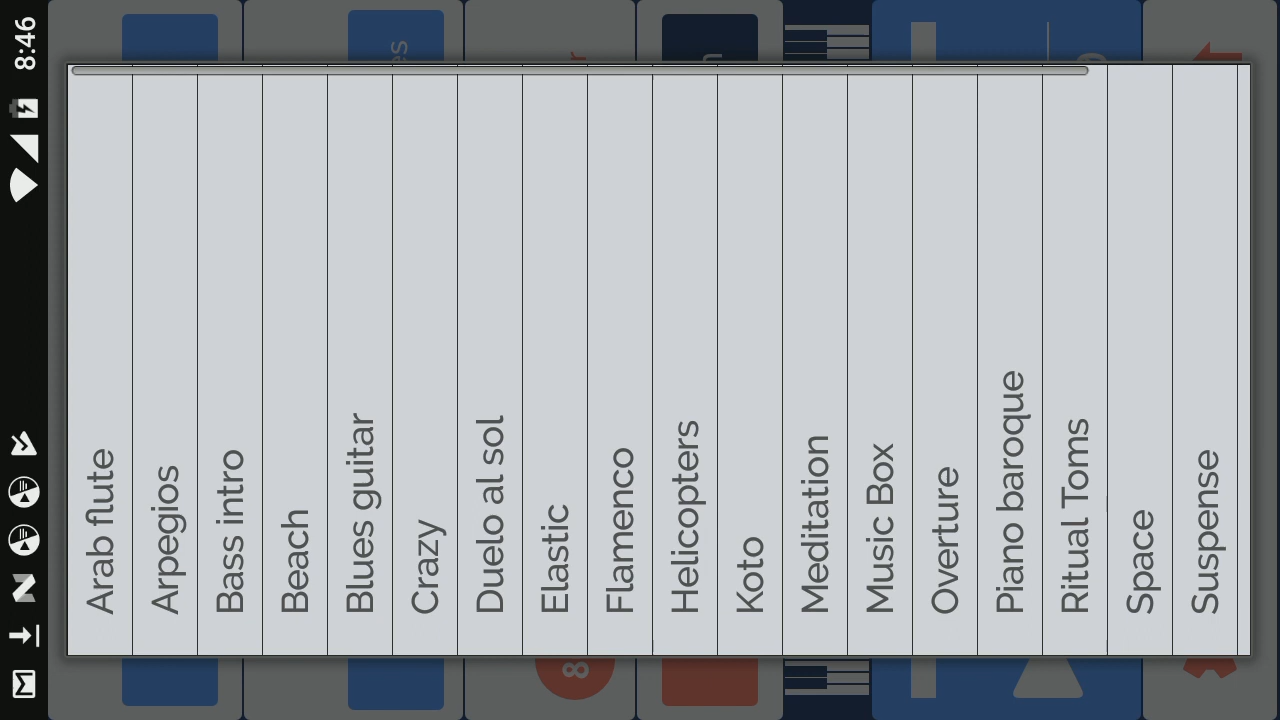 8:46
Arab flute
Arpegios
Bass intro
Beach
Blues guitar
Crazy
Duelo al sol
Elastic
Flamenco
Helicopters
Koto
Meditation
Music Box
Overture
Piano baroque
Ritual Toms
Space
Suspense
8